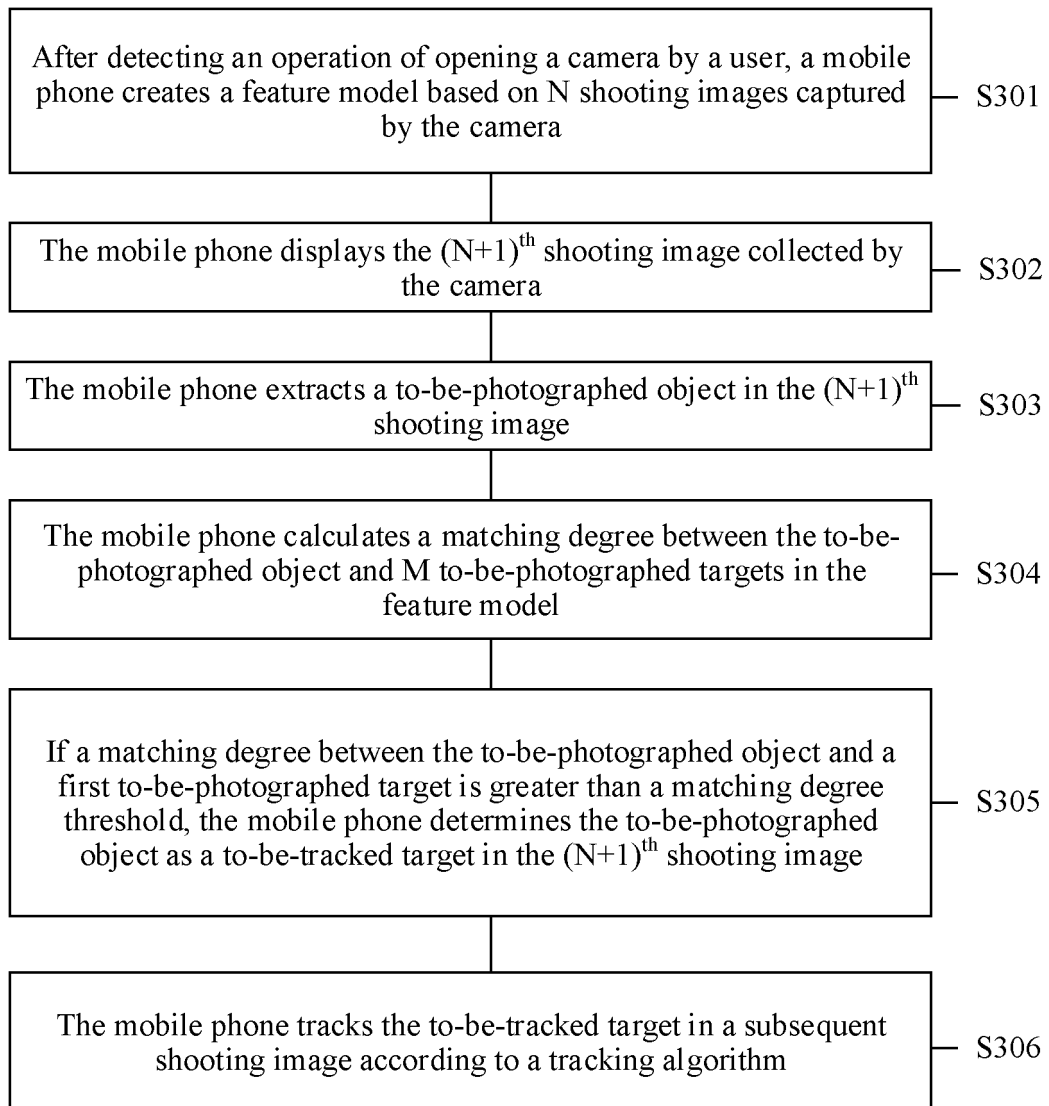 After detecting an operation of opening a camera by a user, a mobile
phone creates a feature model based on N shooting images captured
by the camera
S301
The mobile phone displays the (N+1)th shooting image collected by
the camera
S302
The mobile phone extracts a to-be-photographed object in the (N+1)th
shooting image
S303
The mobile phone calculates a matching degree between the to-be-
photographed object and M to-be-photographed targets in the
feature model
S304
If a matching degree between the to-be-photographed object and a
first to-be-photographed target is greater than a matching degree
threshold, the mobile phone determines the to-be-photographed
object as a to-be-tracked target in the (N+1)th shooting image
S305
The mobile phone tracks the to-be-tracked target in a subsequent
shooting image according to a tracking algorithm
S306